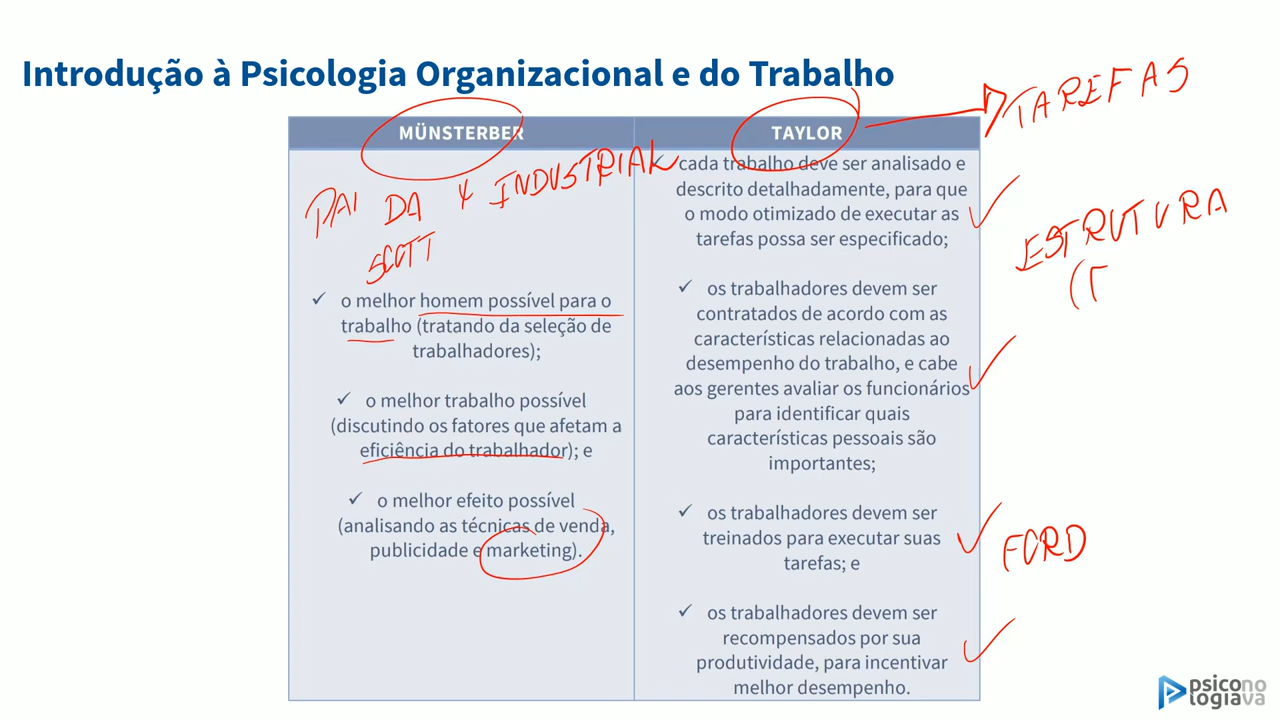 Introdução à Psicologia Organizacional e do Trabalho
MÜNSTERBER
PAI DA Ψ INDUSTRIAL
SCOTT
✓ o melhor homem possível para o
trabalho (tratando da seleção de
trabalhadores);
✓ o melhor trabalho possível
(discutindo os fatores que afetam a
eficiência do trabalhador); e
✓ o melhor efeito possível
(analisando as técnicas de venda,
publicidade e marketing).
TAYLOR
TAREFAS
✓ cada trabalho deve ser analisado e
descrito detalhadamente, para que
o modo otimizado de executar as
tarefas possa ser especificado;
ESTRUTURA
✓ os trabalhadores devem ser
contratados de acordo com as
características relacionadas ao
desempenho do trabalho, e cabe
aos gerentes avaliar os funcionários
para identificar quais
características pessoais são
importantes;
✓ os trabalhadores devem ser
treinados para executar suas
tarefas; e
FORD
✓ os trabalhadores devem ser
recompensados por sua
produtividade, para incentivar
melhor desempenho.
psicono
logiava